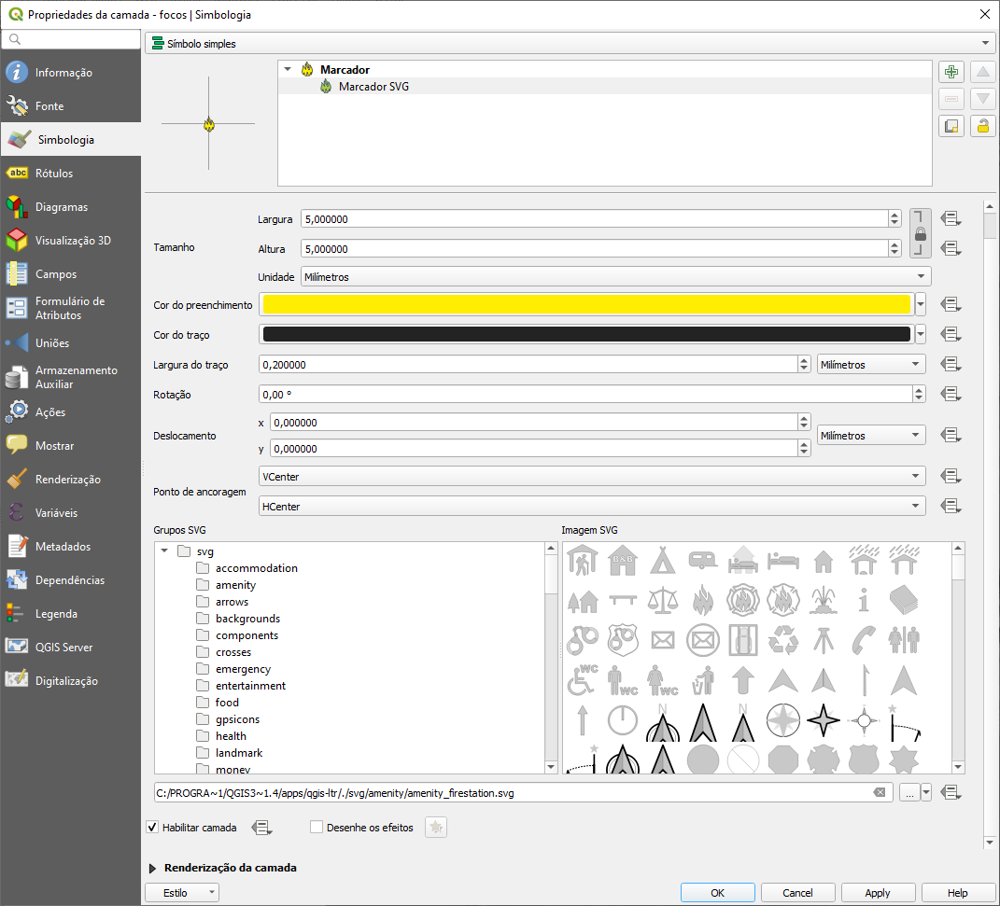 Propriedades da camada - focos | Simbologia
Símbolo simples
Informação
Fonte
Simbologia
abc Rótulos
Diagramas
Visualização 3D
Campos
Formulário de
Atributos
Uniões
Armazenamento
Auxiliar
Ações
Mostrar
Renderização
Variáveis
Metadados
Dependências
Legenda
QGIS Server
Digitalização
Marcador
Marcador SVG
Tamanho
Largura 5,000000
Altura 5,000000
Unidade Milímetros
Cor do preenchimento
Cor do traço
Largura do traço 0,200000 Milímetros
Rotação 0,00 °
Deslocamento
x 0,000000
y 0,000000
Milímetros
Ponto de ancoragem
VCenter
HCenter
Grupos SVG
svg
accommodation
amenity
arrows
backgrounds
components
crosses
emergency
entertainment
food
gpsicons
health
landmark
money
Imagem SVG
B&B
i
WC
WC
WC
N
N
C:/PROGRA~1/QGIS3~1.4/apps/qgis-ltr/./svg/amenity/amenity_firestation.svg
...
Habilitar camada
Desenhe os efeitos
Renderização da camada
Estilo
OK
Cancel
Apply
Help